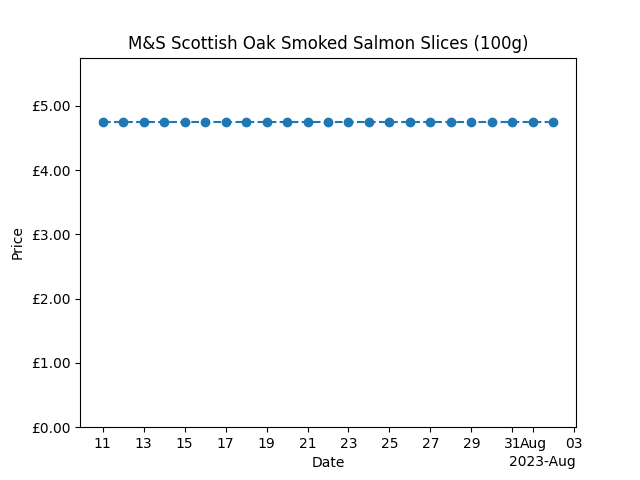 M&S Scottish Oak Smoked Salmon Slices (100g)
£5.00
£4.00
£3.00
£2.00
£1.00
£0.00
Price
11 13 15 17 19 21 23 25 27 29 31 Aug 03
2023-Aug
Date